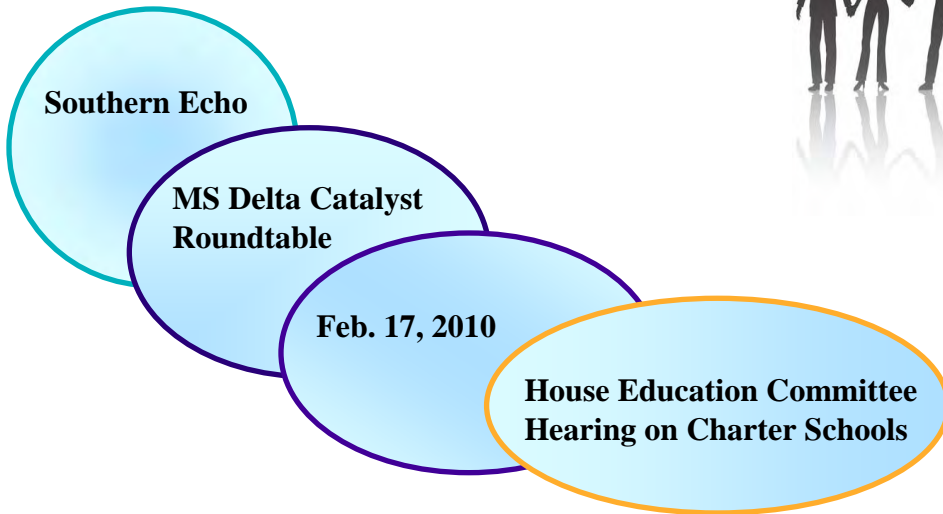 Southern Echo
MS Delta Catalyst
Roundtable
Feb. 17, 2010
House Education Committee
Hearing on Charter Schools